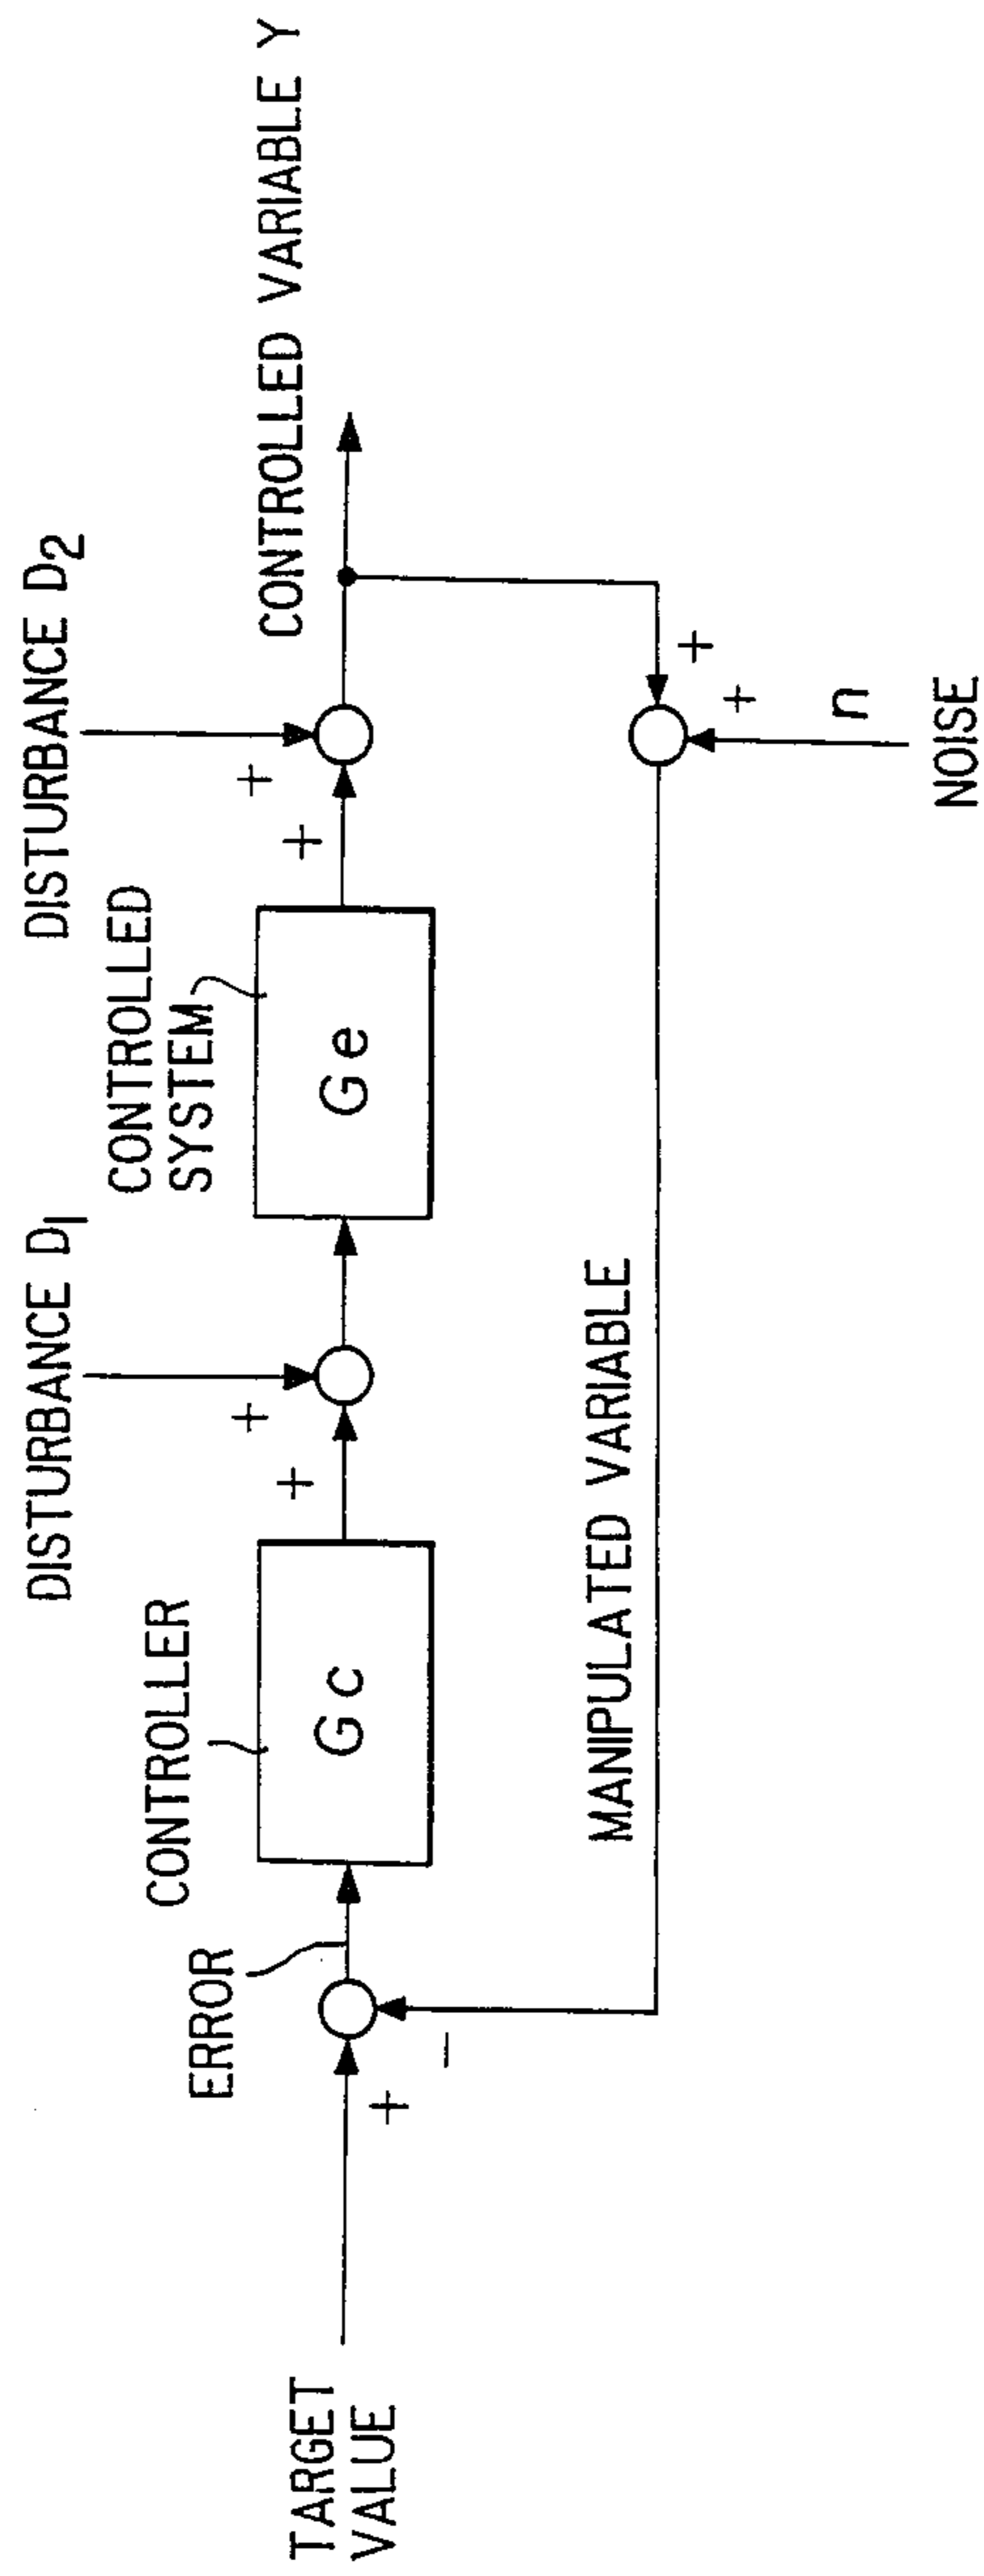 DISTURBANCE D1
DISTURBANCE D2
CONTROLLED
SYSTEM
CONTROLLER
ERROR
CONTROLLED VARIABLE Y
TARGET
VALUE
+
−
Gc
+
+
Ge
+
+
+
+
MANIPULATED VARIABLE
n
NOISE